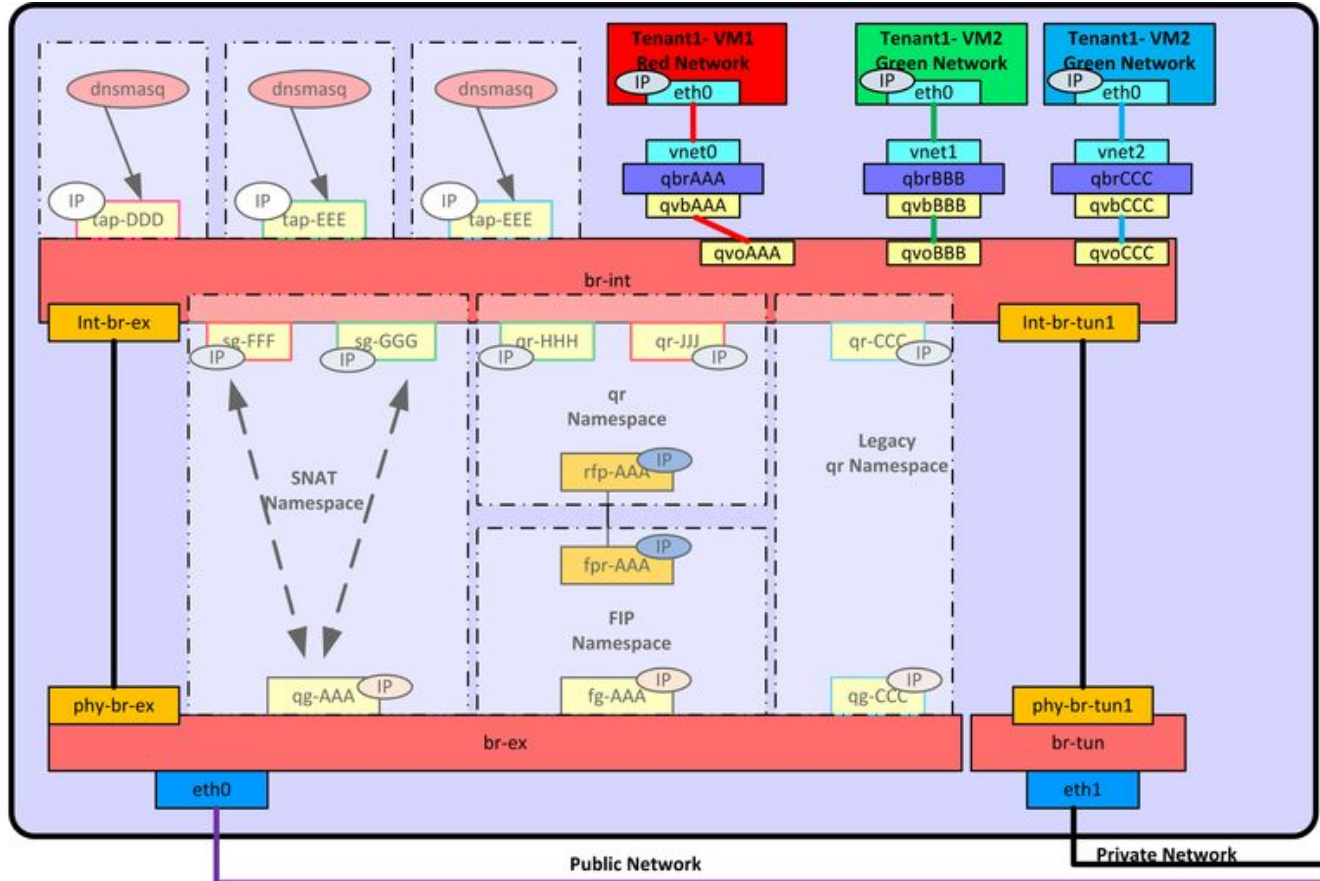 Tenant1- VM1
Red Network
IP
eth0
Tenant1- VM2
Green Network
IP
eth0
Tenant1- VM2
Green Network
IP
eth0
dnsmasq
dnsmasq
dnsmasq
vnet0
qbrAAA
qvbAAA
vnet1
qbrBBB
qvbBBB
vnet2
qbrCCC
qvbCCC
IP
tap-DDD
IP
tap-EEE
IP
tap-EEE
qvoAAA
qvoBBB
qvoCCC
br-int
Int-br-ex
sg-FFF
IP
sg-GGG
IP
qr-HHH
IP
qr-JJJ
IP
qr-CCC
IP
Int-br-tun1
qr
Namespace
Legacy
qr Namespace
SNAT
Namespace
rfp-AAA
IP
fpr-AAA
IP
FIP
Namespace
phy-br-ex
qg-AAA
IP
fg-AAA
IP
qg-CCC
IP
phy-br-tun1
br-ex
br-tun
eth0
eth1
Public Network
Private Network